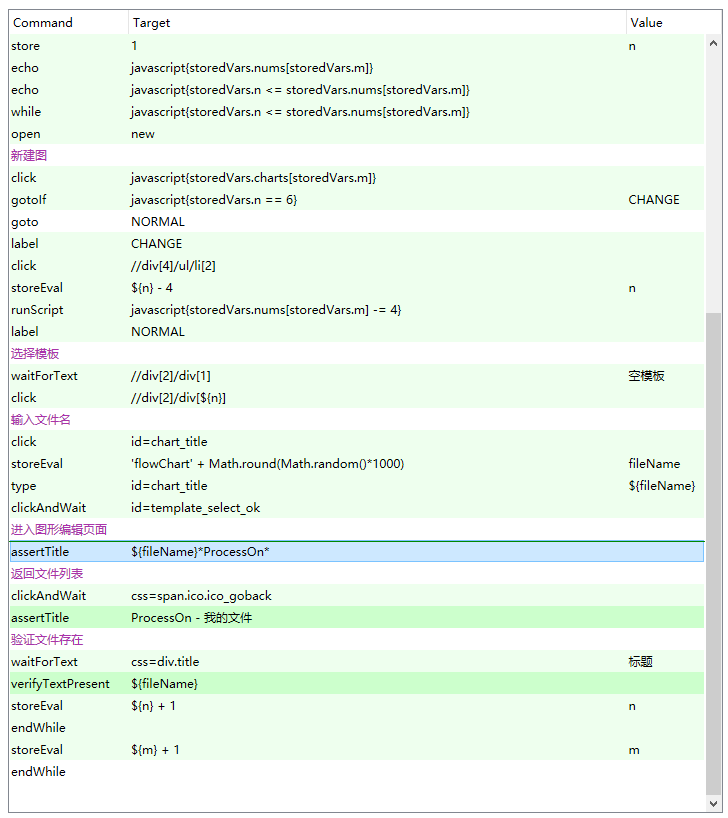 Command Target Value
store 1 n
echo javascript{storedVars.nums[storedVars.m]}
echo javascript{storedVars.n <= storedVars.nums[storedVars.m]}
while javascript{storedVars.n <= storedVars.nums[storedVars.m]}
open new
新建图
click javascript{storedVars.charts[storedVars.m]}
gotoIf javascript{storedVars.n == 6} CHANGE
goto NORMAL
label CHANGE
click //div[4]/ul/li[2]
storeEval ${n} - 4 n
runScript javascript{storedVars.nums[storedVars.m] -= 4}
label NORMAL
选择模板
waitForText //div[2]/div[1] 空模板
click //div[2]/div[${n}]
输入文件名
click id=chart_title
storeEval 'flowChart' + Math.round(Math.random()*1000) fileName
type id=chart_title ${fileName}
clickAndWait id=template_select_ok
进入图形编辑页面
assertTitle ${fileName}*ProcessOn*
返回文件列表
clickAndWait css=span.ico.ico_goback
assertTitle ProcessOn - 我的文件
验证文件存在
waitForText css=div.title 标题
verifyTextPresent ${fileName}
storeEval ${n} + 1 n
endWhile
storeEval ${m} + 1 m
endWhile